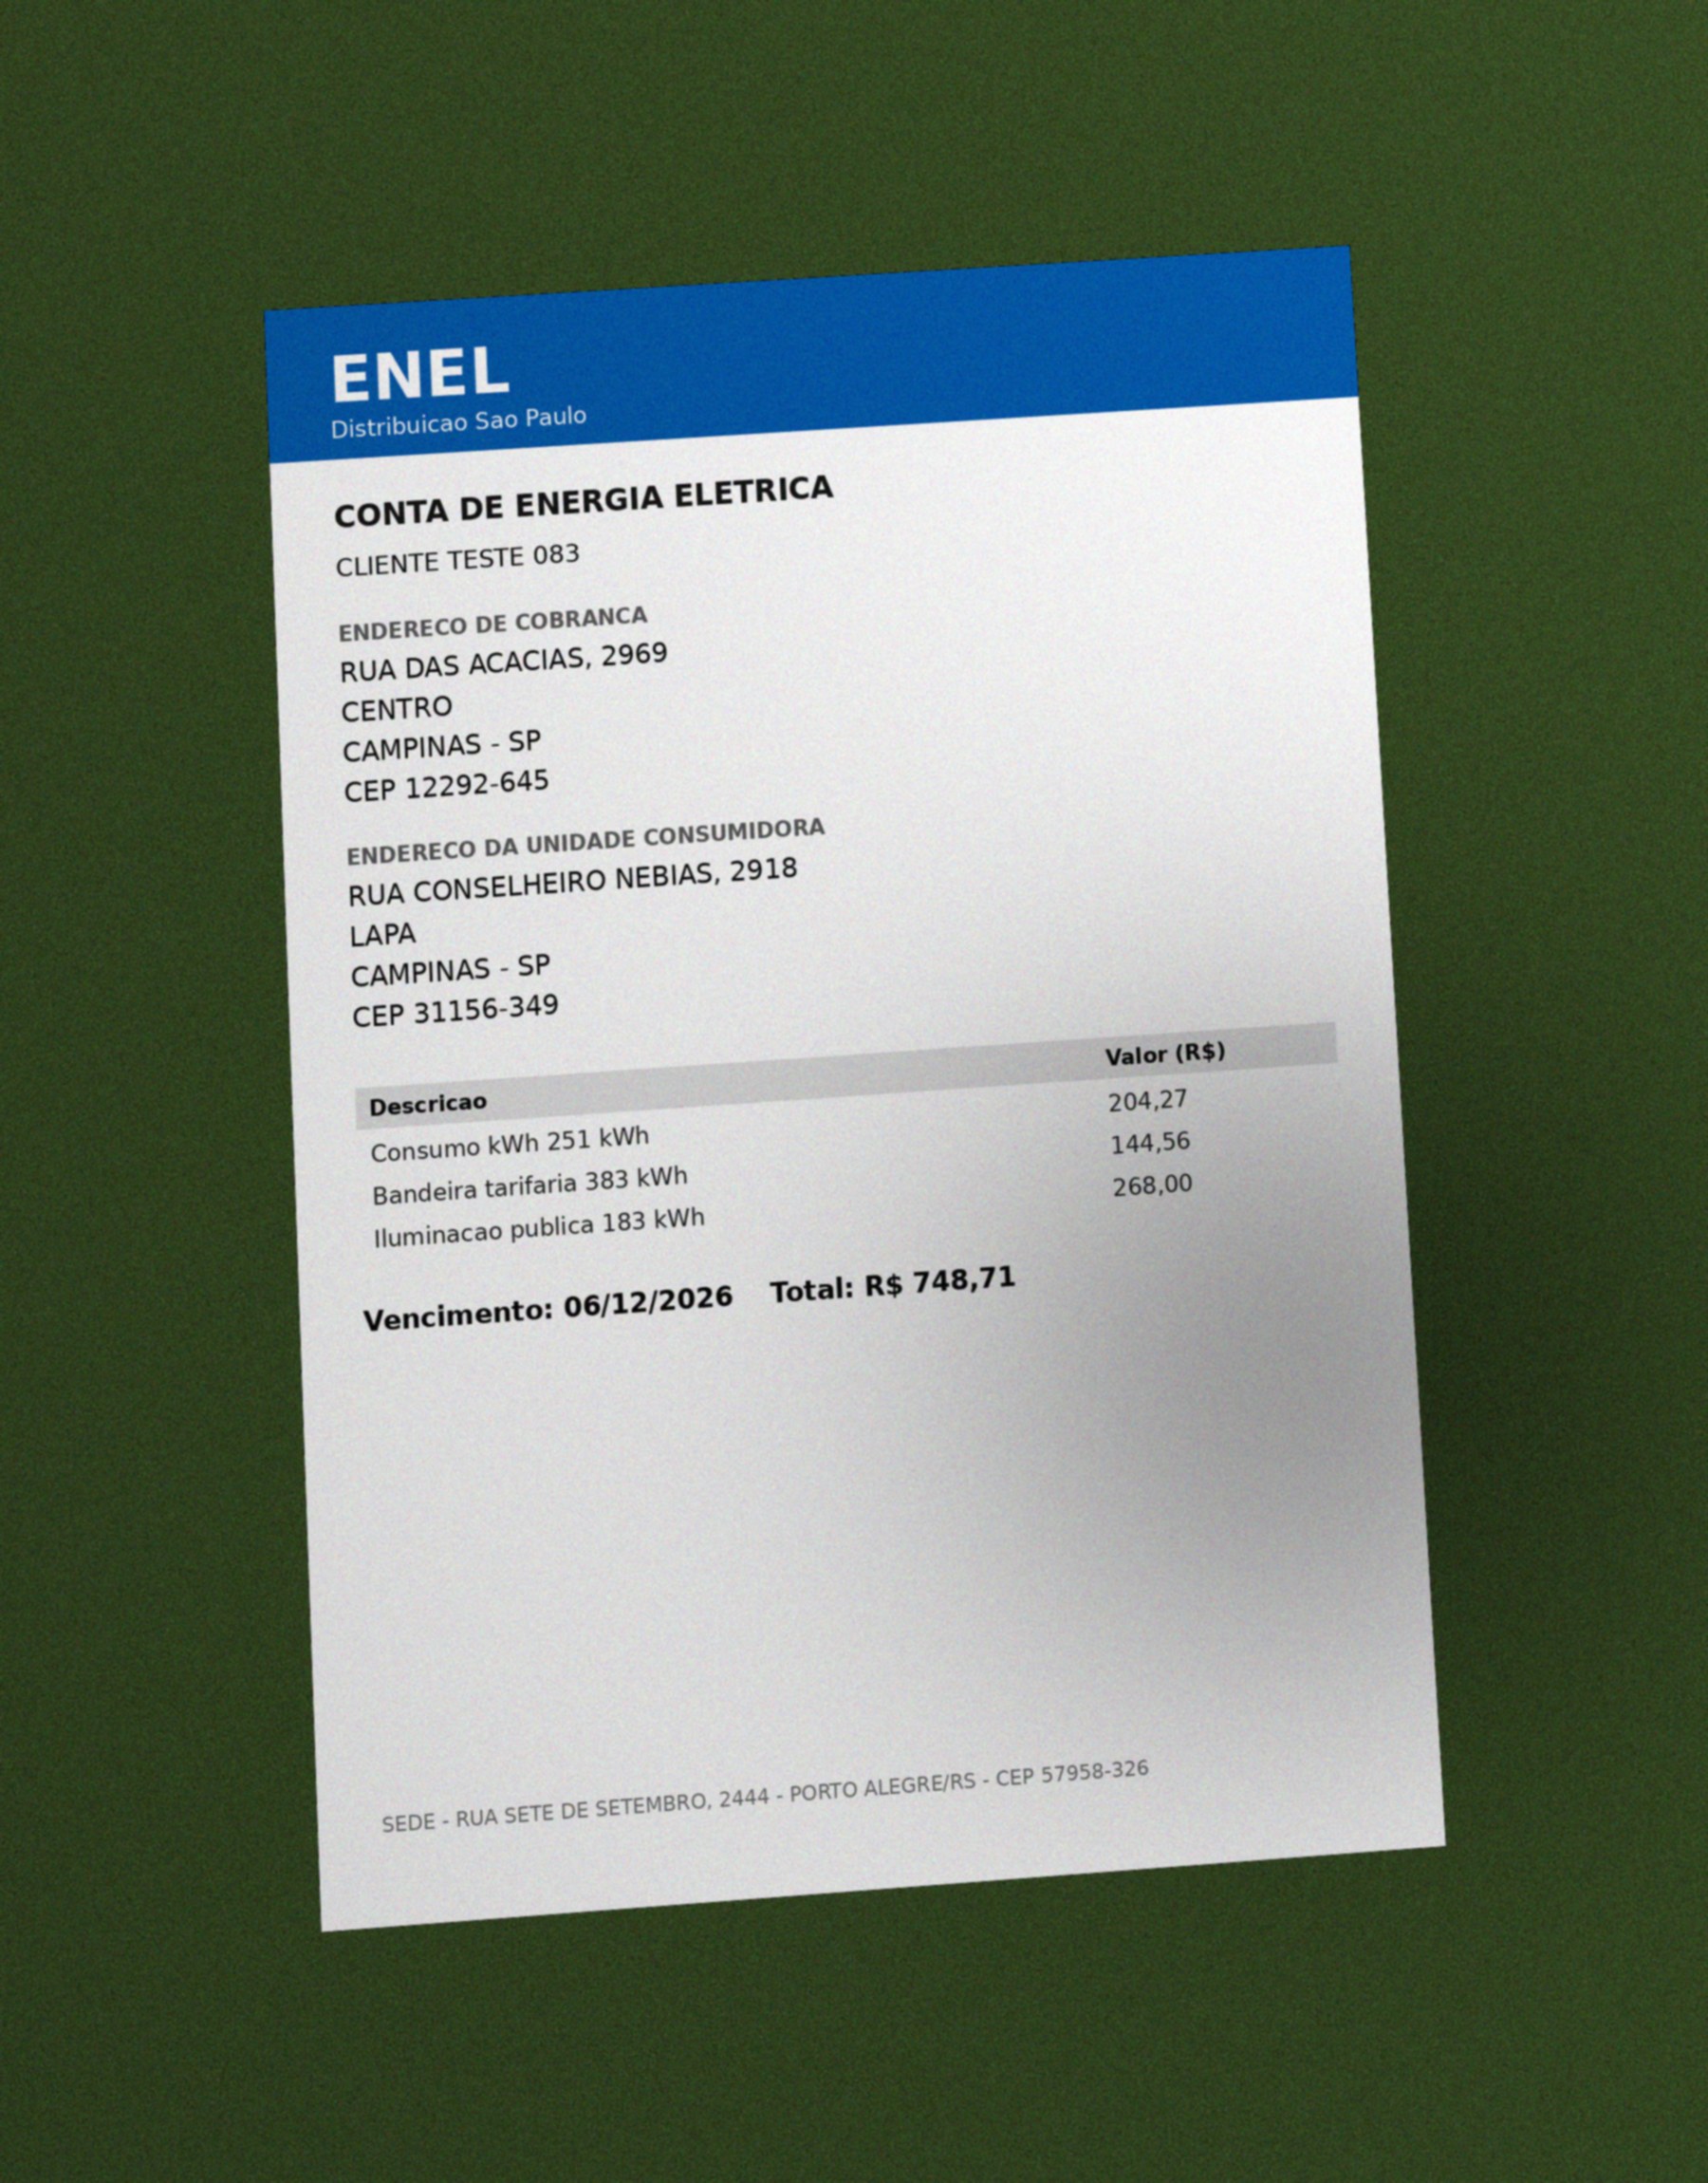 ENEL
Distribuicao Sao Paulo
CONTA DE ENERGIA ELETRICA
CLIENTE TESTE 083
ENDERECO DE COBRANCA
RUA DAS ACACIAS, 2969
CENTRO
CAMPINAS - SP
CEP 12292-645
ENDERECO DA UNIDADE CONSUMIDORA
RUA CONSELHEIRO NEBIAS, 2918
LAPA
CAMPINAS - SP
CEP 31156-349
Descricao Valor (R$)
Consumo kWh 251 kWh 204,27
Bandeira tarifaria 383 kWh 144,56
Iluminacao publica 183 kWh 268,00
Vencimento: 06/12/2026 Total: R$ 748,71
SEDE - RUA SETE DE SETEMBRO, 2444 - PORTO ALEGRE/RS - CEP 57958-326